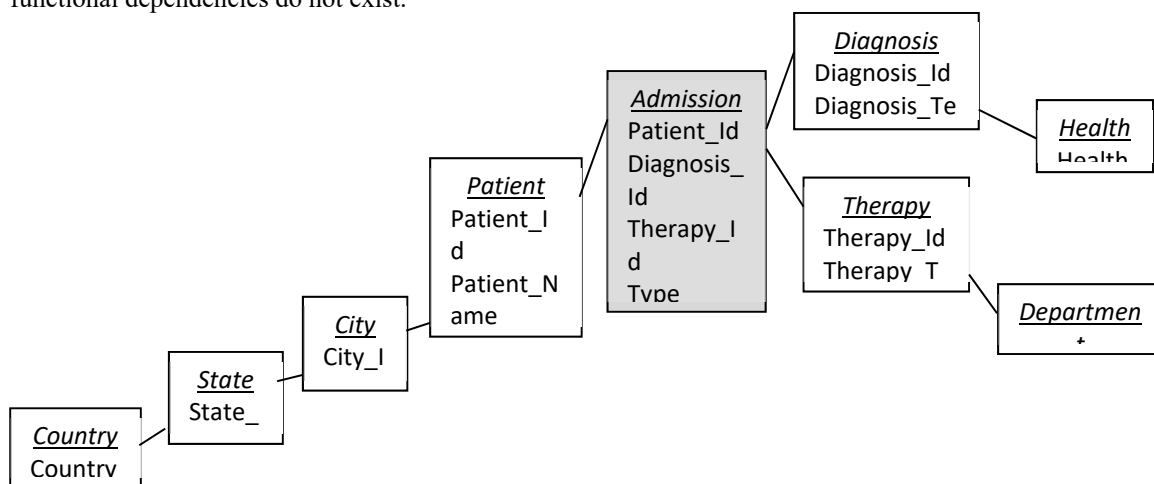 functional dependencies do not exist.
Diagnosis
Diagnosis_Id
Diagnosis_Te
Admission
Patient_Id
Diagnosis_
Id
Therapy_I
d
Type
Health
Health
Patient
Patient_I
d
Patient_N
ame
Therapy
Therapy_Id
Therapy_T
Departmen
t
City
City_I
State
State_
Country
Country